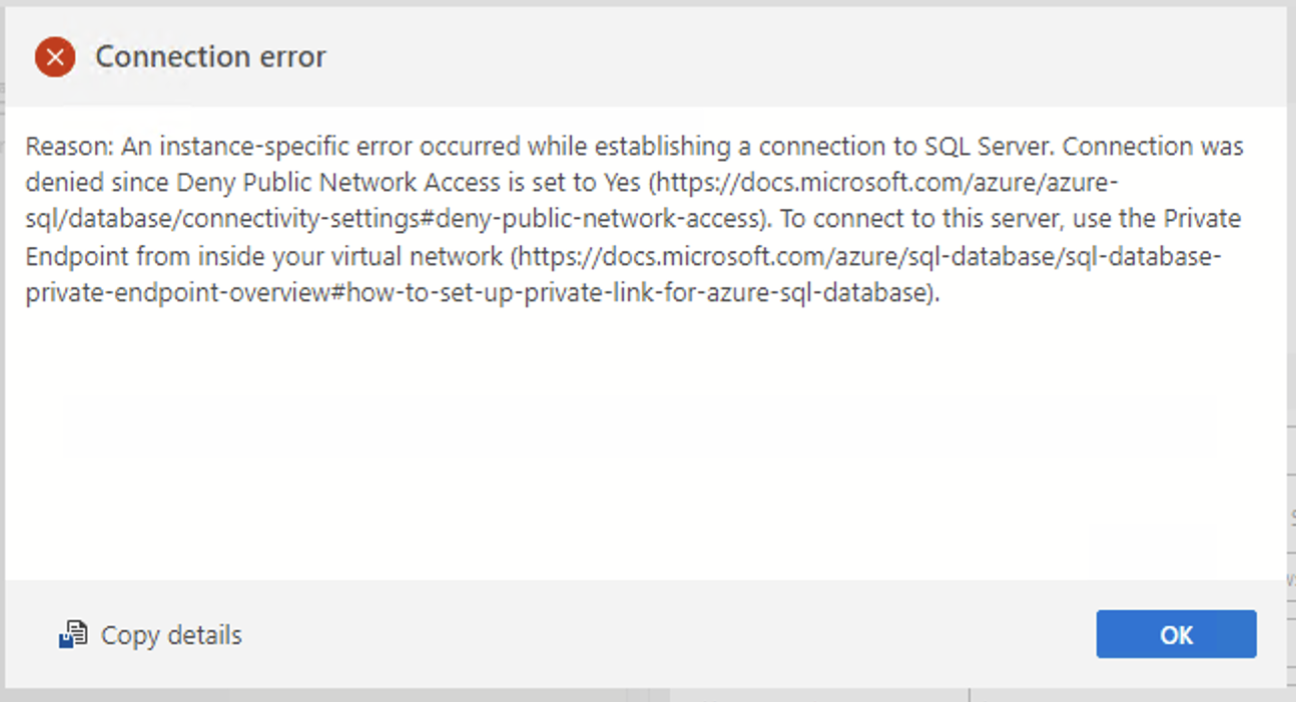 Connection error
Reason: An instance-specific error occurred while establishing a connection to SQL Server. Connection was
denied since Deny Public Network Access is set to Yes (https://docs.microsoft.com/azure/azure-
sql/database/connectivity-settings#deny-public-network-access). To connect to this server, use the Private
Endpoint from inside your virtual network (https://docs.microsoft.com/azure/sql-database/sql-database-
private-endpoint-overview#how-to-set-up-private-link-for-azure-sql-database).
Copy details
OK